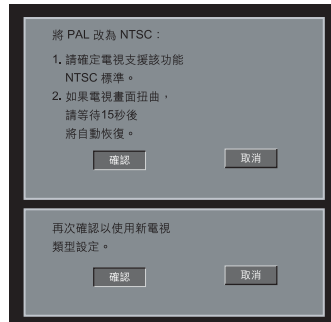 將 PAL 改為 NTSC：
1. 請確定電視支援該功能
NTSC 標準。
2. 如果電視畫面扭曲，
請等待15秒後
將自動恢復。
確認 取消
再次確認以使用新電視
類型設定。
確認 取消